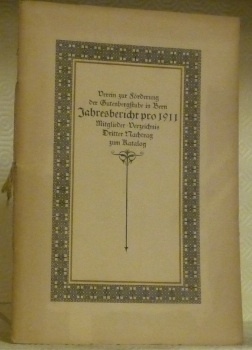 Verein zur Förderung
der Gutenbergstube in Bern
Jahresbericht pro 1911
Mitglieder-Verzeichnis
Dritter Nachtrag
zum Katalog